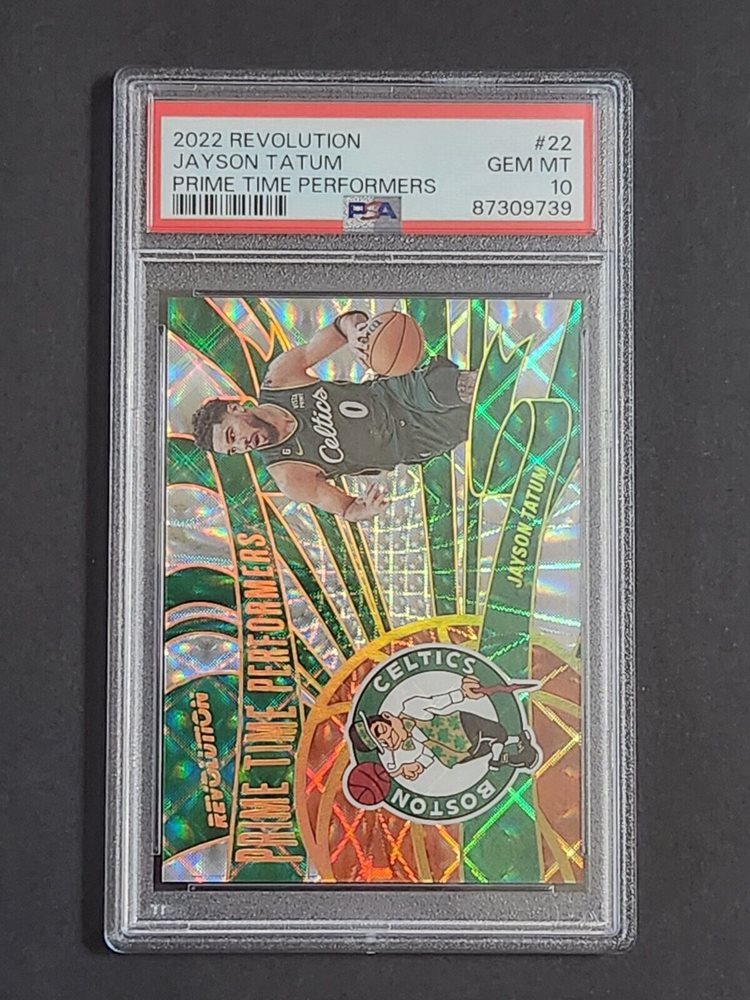 2022 REVOLUTION #22
JAYSON TATUM GEM MT
PRIME TIME PERFORMERS 10
PSA 87309739
REVOLUTION
PRIME TIME PERFORMERS
Celtics
0
6
JAYSON TATUM
CELTICS
BOSTON